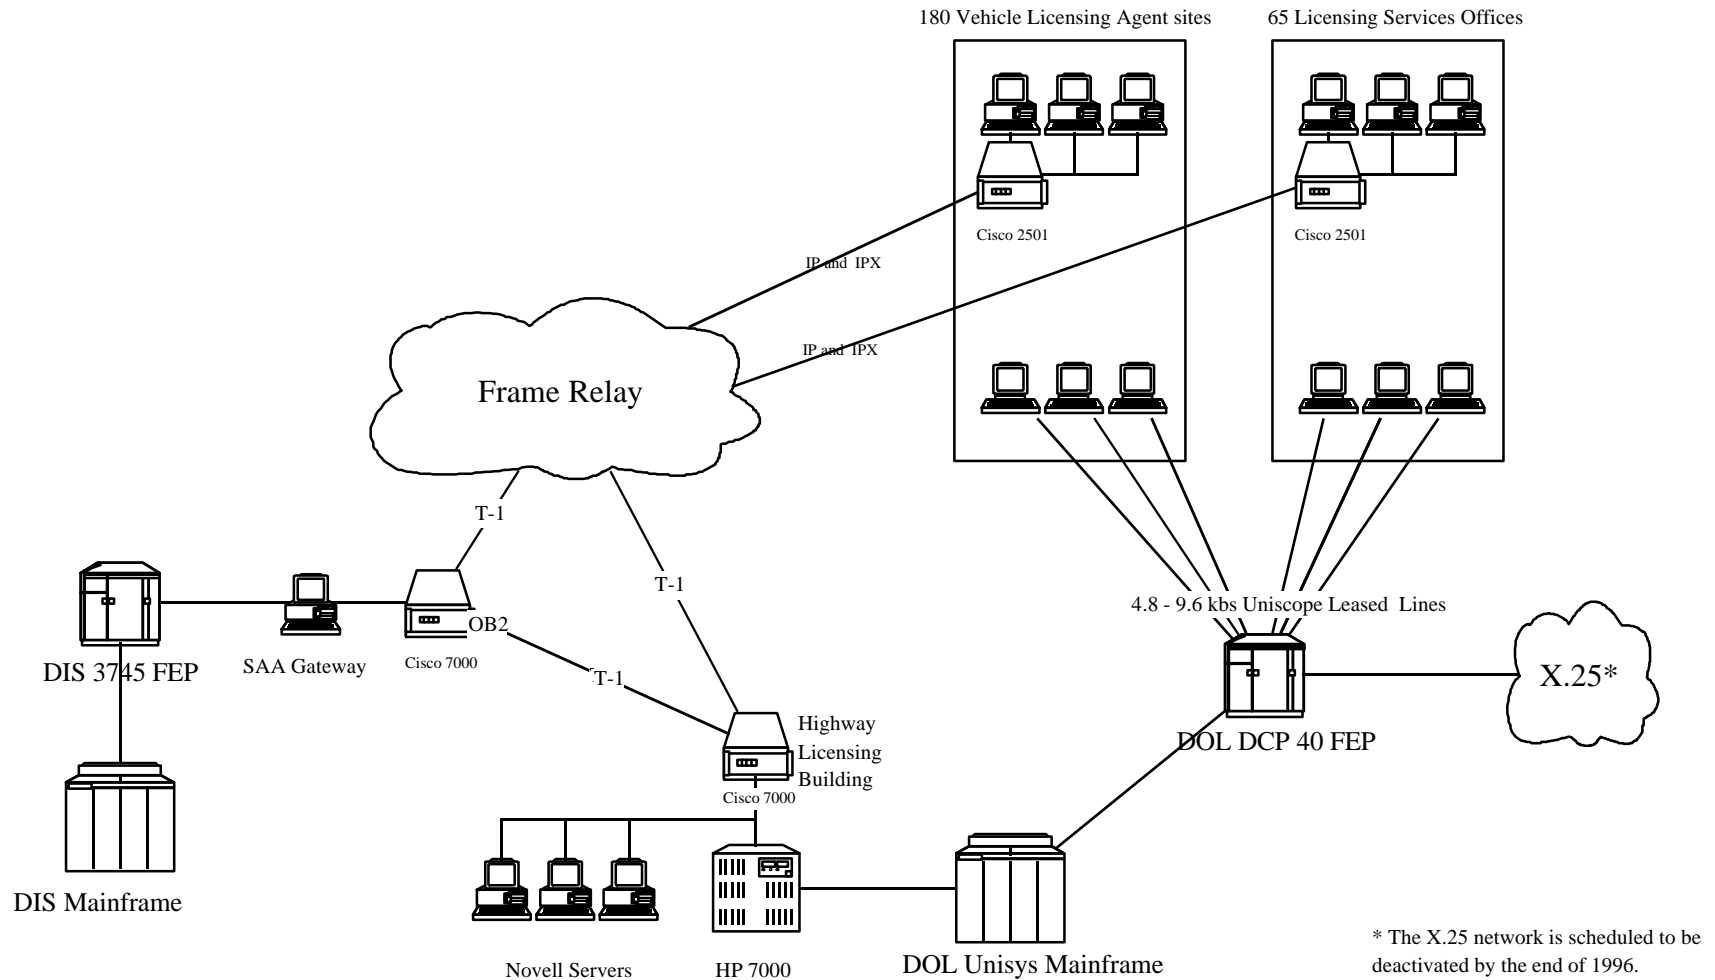 180 Vehicle Licensing Agent sites
65 Licensing Services Offices
Cisco 2501
Cisco 2501
IP and IPX
IP and IPX
Frame Relay
T-1
T-1
4.8 - 9.6 kbs Uniscope Leased Lines
OB2
DIS 3745 FEP
SAA Gateway
Cisco 7000
T-1
X.25*
Highway
Licensing
Building
DOL DCP 40 FEP
Cisco 7000
DIS Mainframe
Novell Servers
HP 7000
DOL Unisys Mainframe
* The X.25 network is scheduled to be
deactivated by the end of 1996.